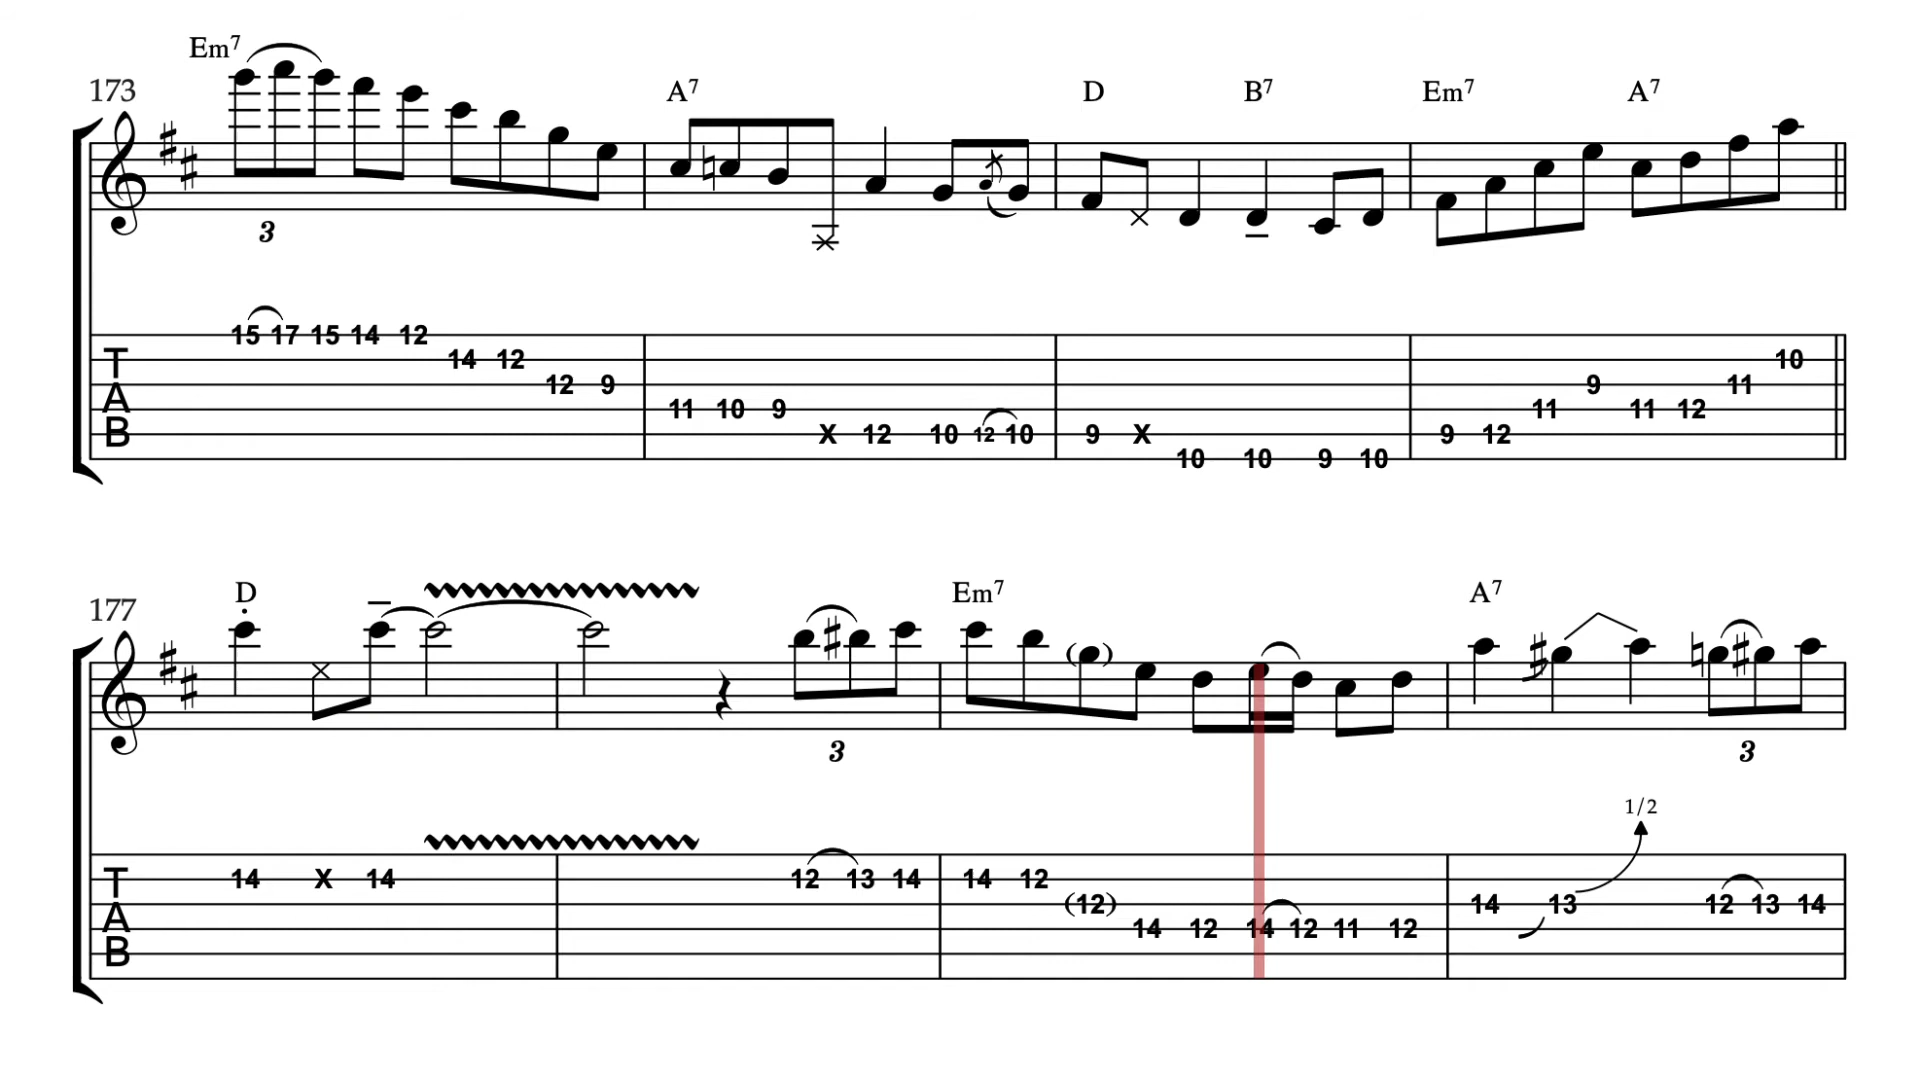 Em7
173 A7 D B7 Em7 A7
3
15 17 15 14 12
T 14 12 10
12 9 9 11
A 11 10 9 11 11 12
B X 12 10 12 10 9 X 9 12
10 10 9 10
177 D Em7 A7
3 3
1/2
T 14 X 14 12 13 14 14 12
A (12) 14 13 12 13 14
14 12 14 12 11 12
B